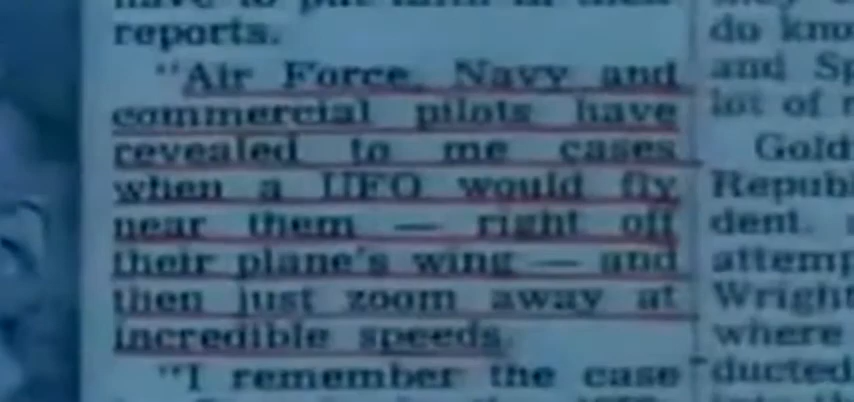 reports.
"Air Force, Navy and
commercial pilots have
revealed to me cases
when a UFO would fly
near them — right off
their plane's wing — and
then just zoom away at
incredible speeds.
"I remember the case
do
and
lot of
Gold
Republ
dent.
attemp
Wright
where
ducted